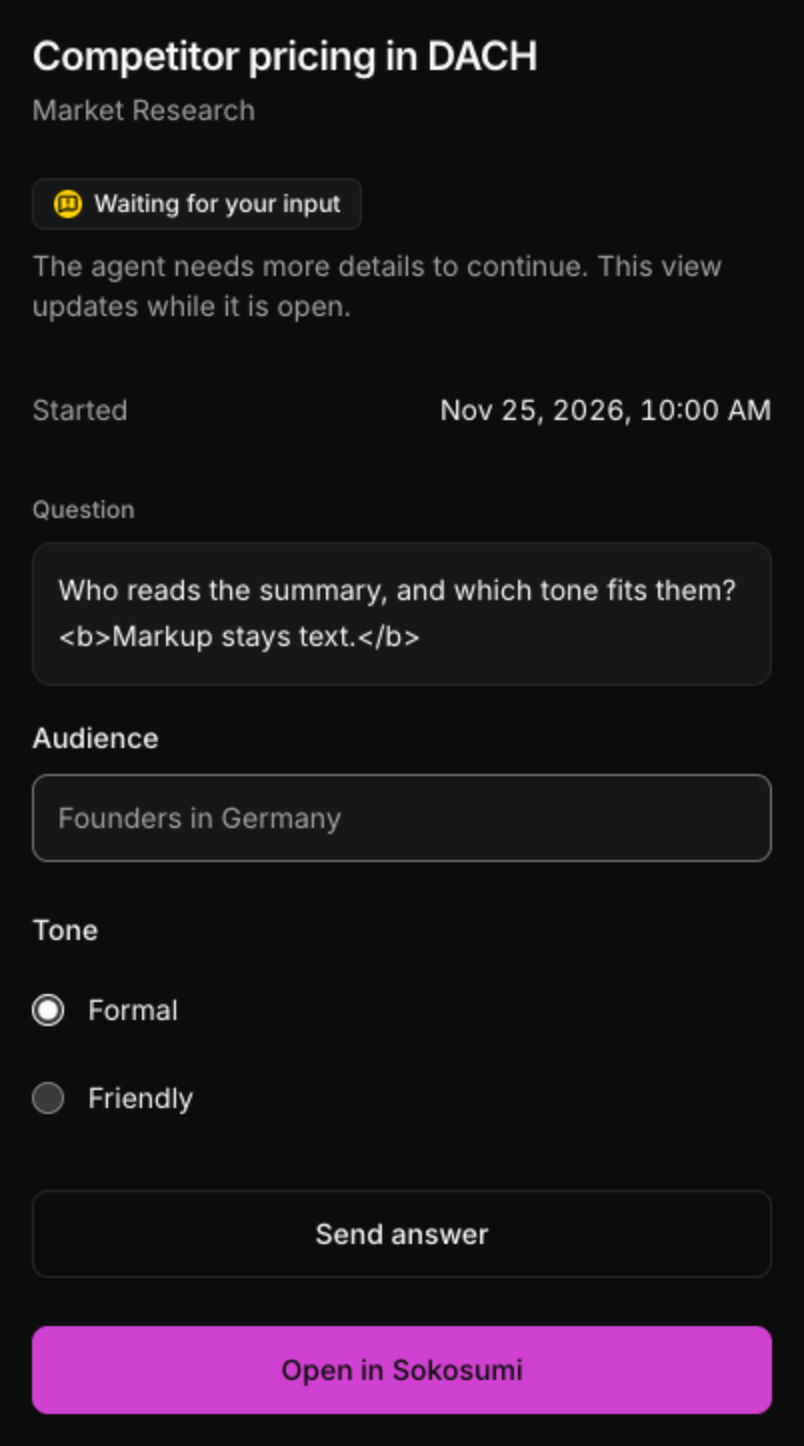 Competitor pricing in DACH
Market Research
Waiting for your input
The agent needs more details to continue. This view
updates while it is open.
Started Nov 25, 2026, 10:00 AM
Question
Who reads the summary, and which tone fits them?
<b>Markup stays text.</b>
Audience
Founders in Germany
Tone
Formal
Friendly
Send answer
Open in Sokosumi